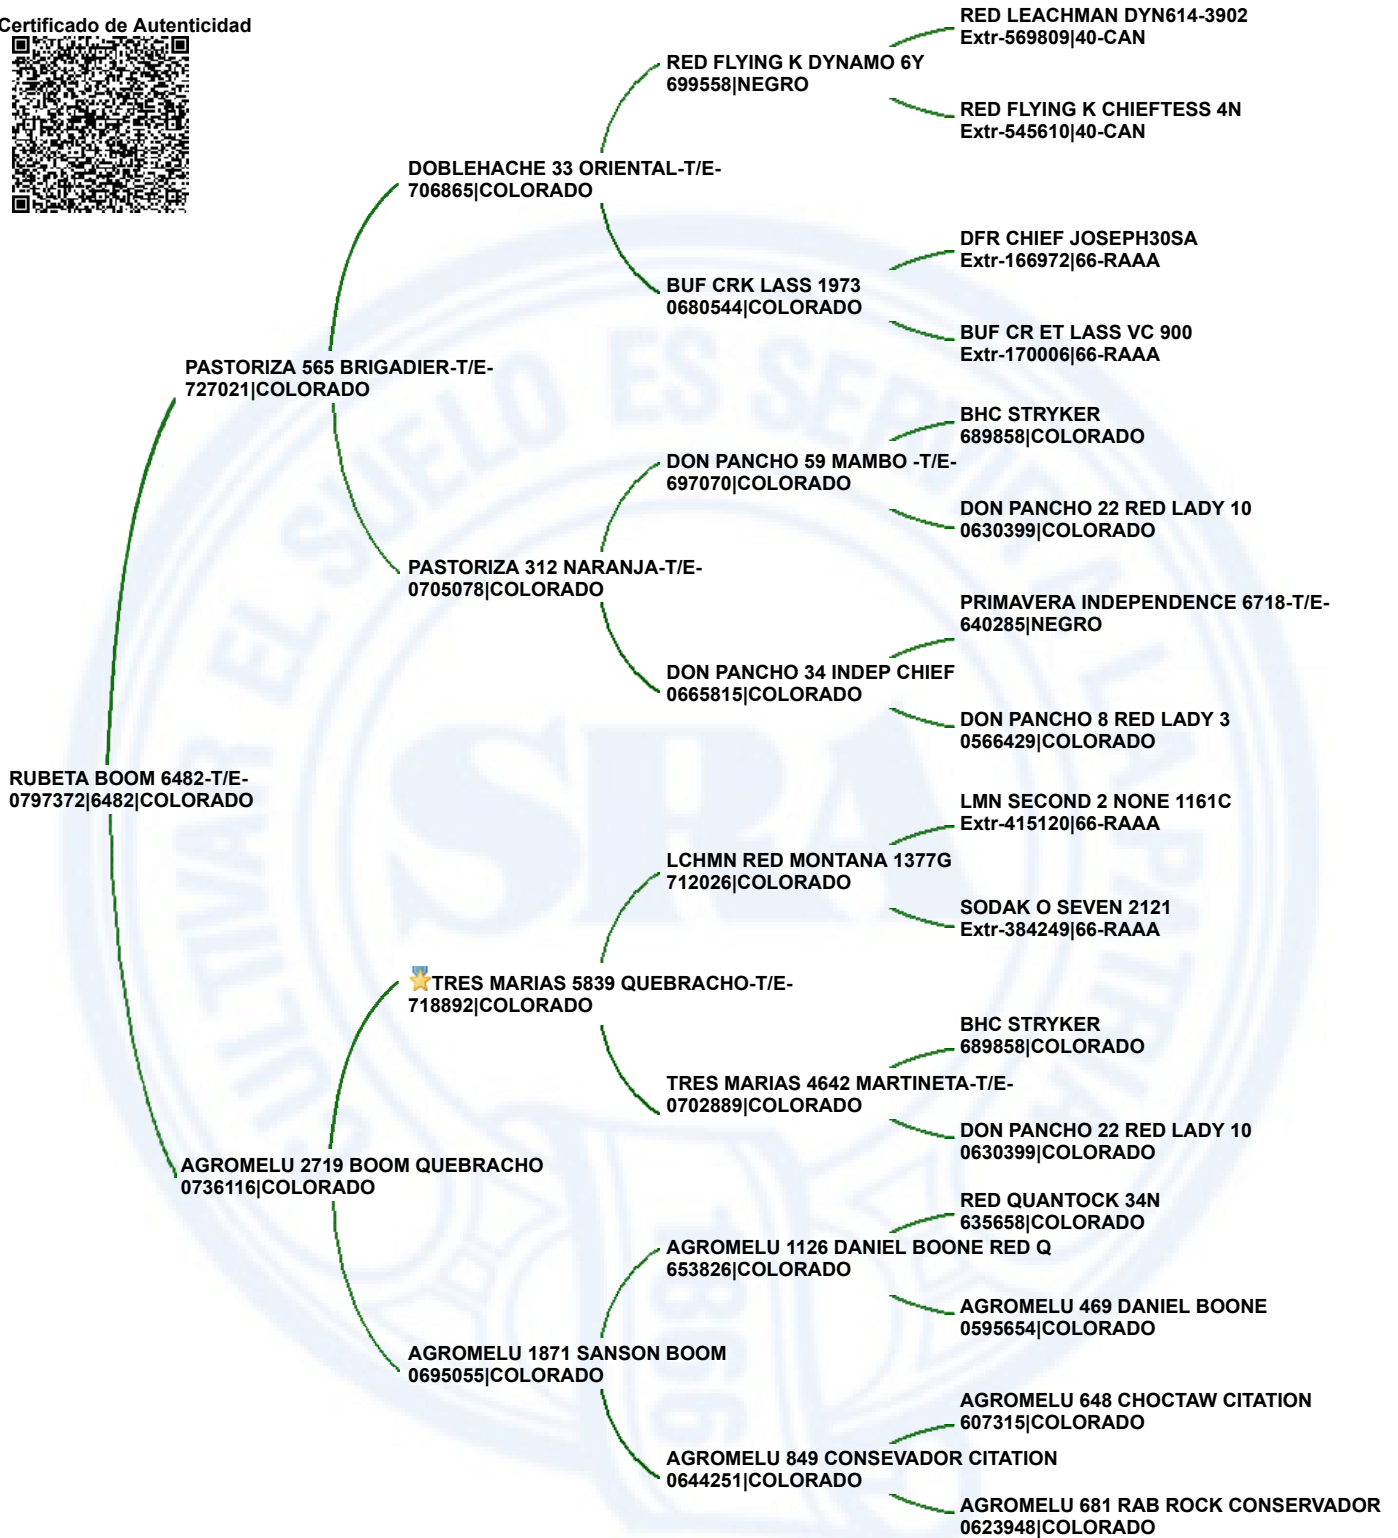 Certificado de Autenticidad
RED LEACHMAN DYN614-3902
Extr-569809|40-CAN
RED FLYING K DYNAMO 6Y
699558|NEGRO
RED FLYING K CHIEFTESS 4N
Extr-545610|40-CAN
DOBLEHACHE 33 ORIENTAL-T/E-
706865|COLORADO
DFR CHIEF JOSEPH30SA
Extr-166972|66-RAAA
BUF CRK LASS 1973
0680544|COLORADO
BUF CR ET LASS VC 900
Extr-170006|66-RAAA
PASTORIZA 565 BRIGADIER-T/E-
727021|COLORADO
BHC STRYKER
689858|COLORADO
DON PANCHO 59 MAMBO -T/E-
697070|COLORADO
DON PANCHO 22 RED LADY 10
0630399|COLORADO
PASTORIZA 312 NARANJA-T/E-
0705078|COLORADO
PRIMAVERA INDEPENDENCE 6718-T/E-
640285|NEGRO
DON PANCHO 34 INDEP CHIEF
0665815|COLORADO
DON PANCHO 8 RED LADY 3
0566429|COLORADO
RUBETA BOOM 6482-T/E-
0797372|6482|COLORADO
LMN SECOND 2 NONE 1161C
Extr-415120|66-RAAA
LCHMN RED MONTANA 1377G
712026|COLORADO
SODAK O SEVEN 2121
Extr-384249|66-RAAA
TRES MARIAS 5839 QUEBRACHO-T/E-
718892|COLORADO
BHC STRYKER
689858|COLORADO
TRES MARIAS 4642 MARTINETA-T/E-
0702889|COLORADO
DON PANCHO 22 RED LADY 10
0630399|COLORADO
AGROMELU 2719 BOOM QUEBRACHO
0736116|COLORADO
RED QUANTOCK 34N
635658|COLORADO
AGROMELU 1126 DANIEL BOONE RED Q
653826|COLORADO
AGROMELU 469 DANIEL BOONE
0595654|COLORADO
AGROMELU 1871 SANSON BOOM
0695055|COLORADO
AGROMELU 648 CHOCTAW CITATION
607315|COLORADO
AGROMELU 849 CONSEVADOR CITATION
0644251|COLORADO
AGROMELU 681 RAB ROCK CONSERVADOR
0623948|COLORADO
CULTIVAR EL SUELO ES SERVIR A LA PATRIA
SRA
1866